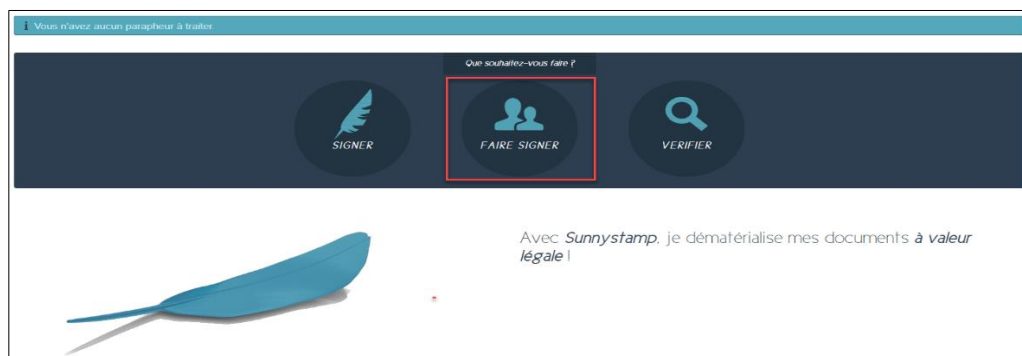 i Vous n'avez aucun parapheur à traiter.
Que souhaitez-vous faire ?
SIGNER
FAIRE SIGNER
VERIFIER
Avec Sunnystamp, je dématérialise mes documents à valeur
légale !